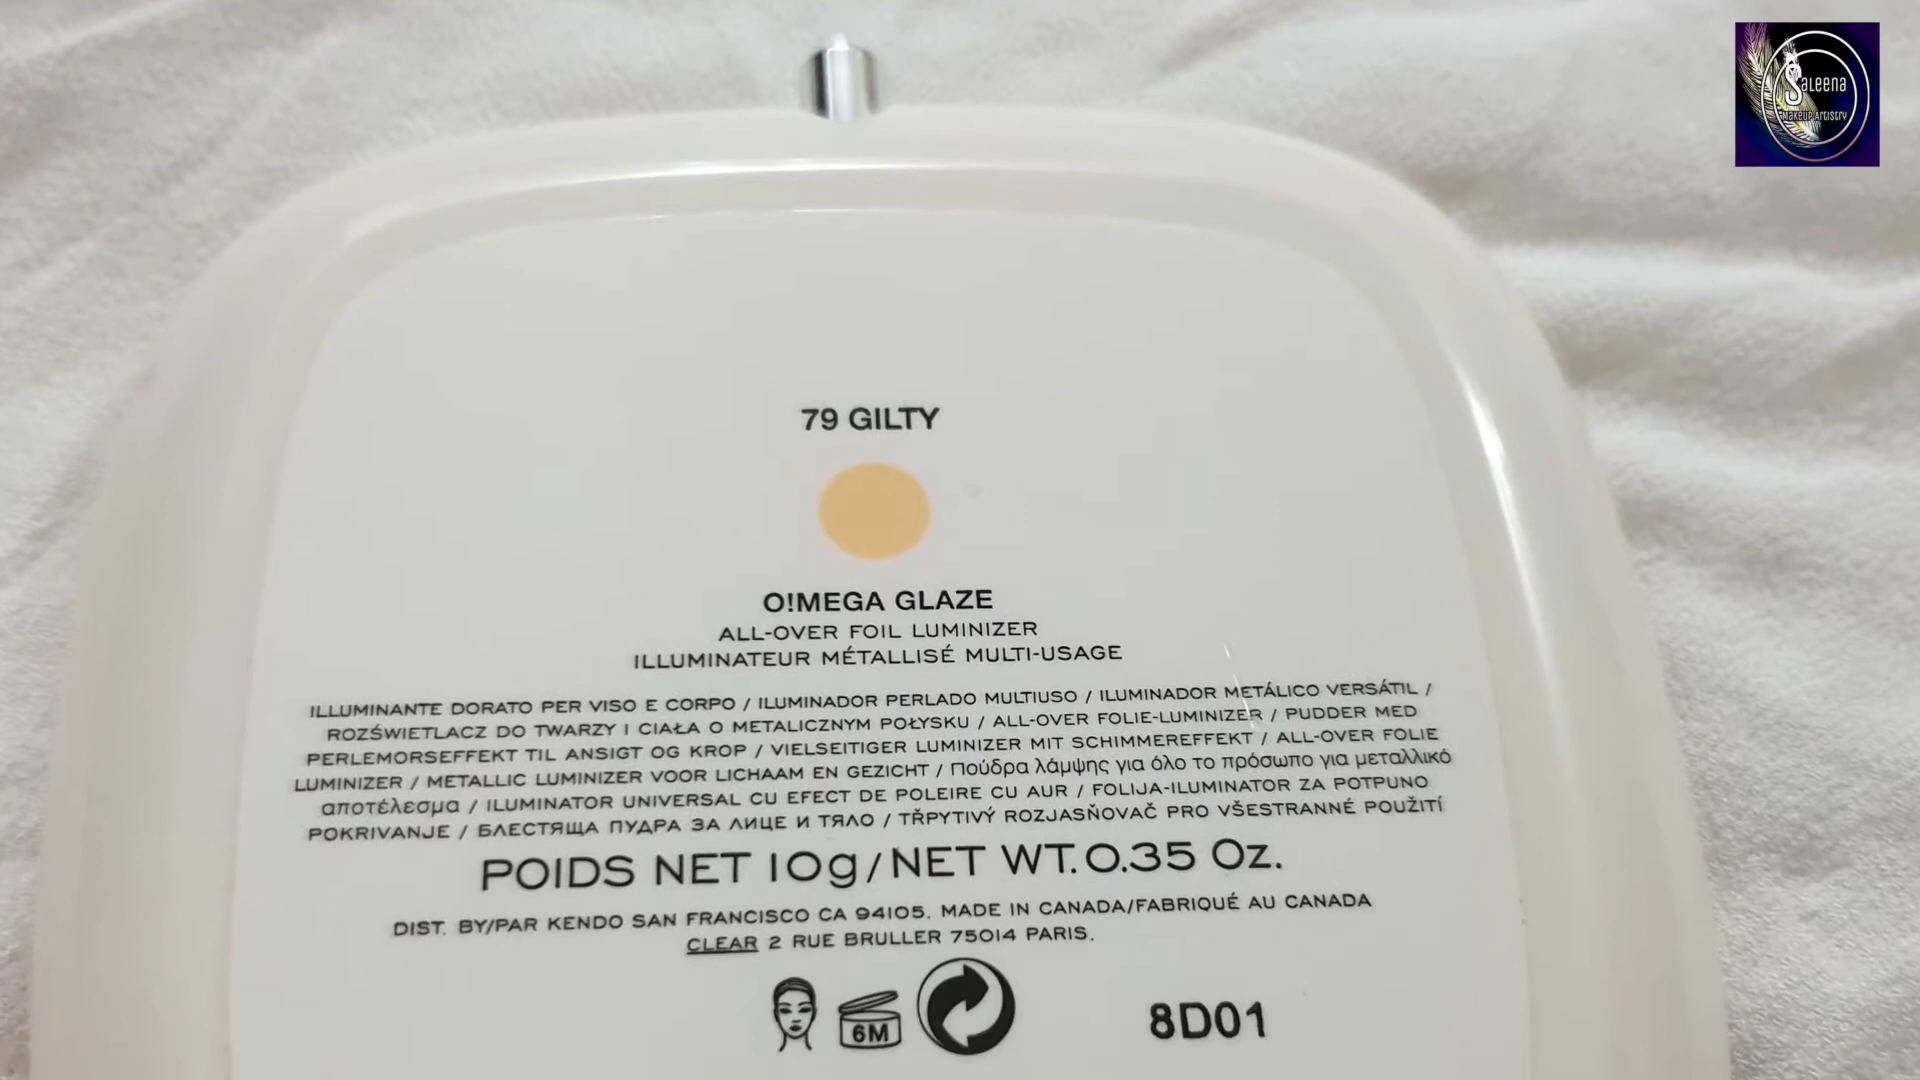 Saleena
Makeup Artistry
79 GILTY
O!MEGA GLAZE
ALL-OVER FOIL LUMINIZER
ILLUMINATEUR MÉTALLISÉ MULTI-USAGE
ILLUMINANTE DORATO PER VISO E CORPO / ILUMINADOR PERLADO MULTIUSO / ILUMINADOR METÁLICO VERSÁTIL /
ROZŚWIETLACZ DO TWARZY I CIAŁA O METALICZNYM POŁYSKU / ALL-OVER FOLIE-LUMINIZER / PUDDER MED
PERLEMORSEFFEKT TIL ANSIGT OG KROP / VIELSEITIGER LUMINIZER MIT SCHIMMEREFFEKT / ALL-OVER FOLIE
LUMINIZER / METALLIC LUMINIZER VOOR LICHAAM EN GEZICHT / Πούδρα λάμψης για όλο το πρόσωπο για μεταλλικό
αποτέλεσμα / ILUMINATOR UNIVERSAL CU EFECT DE POLEIRE CU AUR / FOLIJA-ILUMINATOR ZA POTPUNO
POKRIVANJE / БЛЕСТЯЩА ПУДРА ЗА ЛИЦЕ И ТЯЛО / TŘPYTIVÝ ROZJASŇOVAČ PRO VŠESTRANNÉ POUŽITÍ
POIDS NET 10g/NET WT. 0.35 Oz.
DIST. BY/PAR KENDO SAN FRANCISCO CA 94105. MADE IN CANADA/FABRIQUÉ AU CANADA
CLEAR 2 RUE BRULLER 75014 PARIS.
6M
8D01